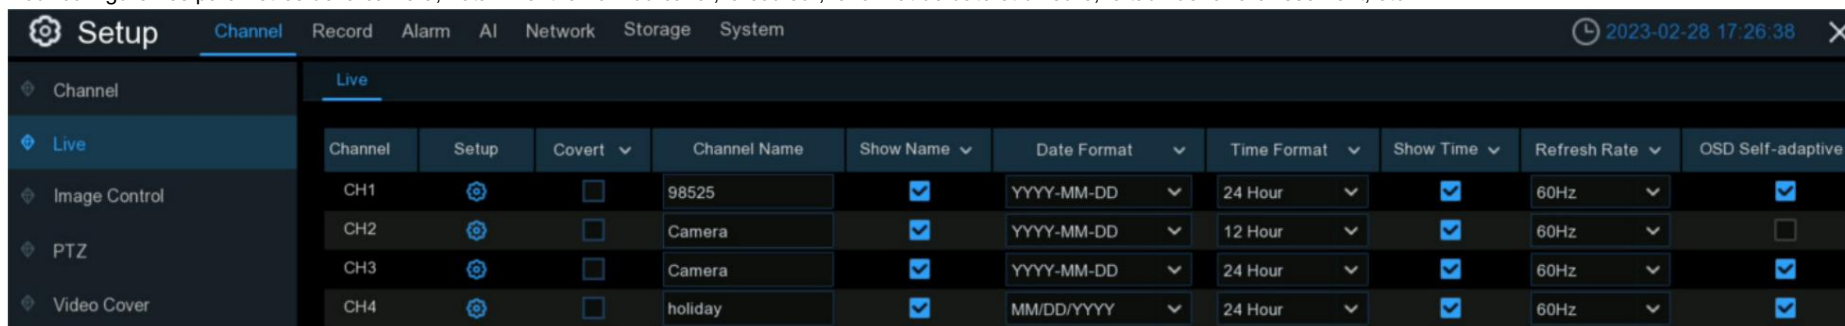 Setup Channel Record Alarm AI Network Storage System 2023-02-28 17:26:38
Channel
Live
Image Control
PTZ
Video Cover
Live
Channel Setup Covert Channel Name Show Name Date Format Time Format Show Time Refresh Rate OSD Self-adaptive
CH1 98525 YYYY-MM-DD 24 Hour 60Hz
CH2 Camera YYYY-MM-DD 12 Hour 60Hz
CH3 Camera YYYY-MM-DD 24 Hour 60Hz
CH4 holiday MM/DD/YYYY 24 Hour 60Hz